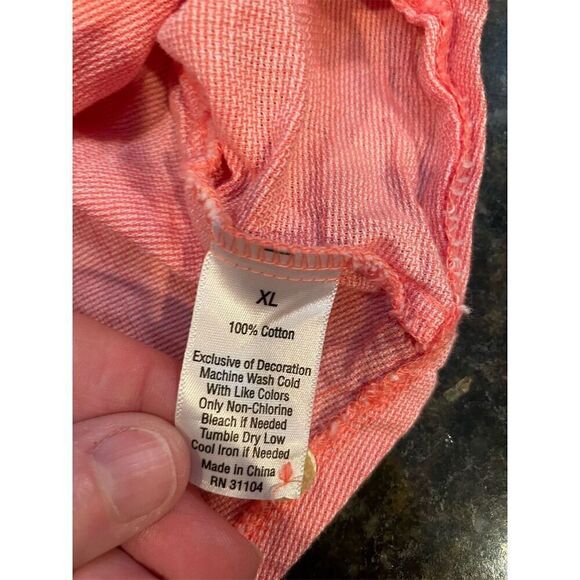 XL
100% Cotton
Exclusive of Decoration
Machine Wash Cold
With Like Colors
Only Non-Chlorine
Bleach if Needed
Tumble Dry Low
Cool Iron if Needed
Made in China
RN 31104